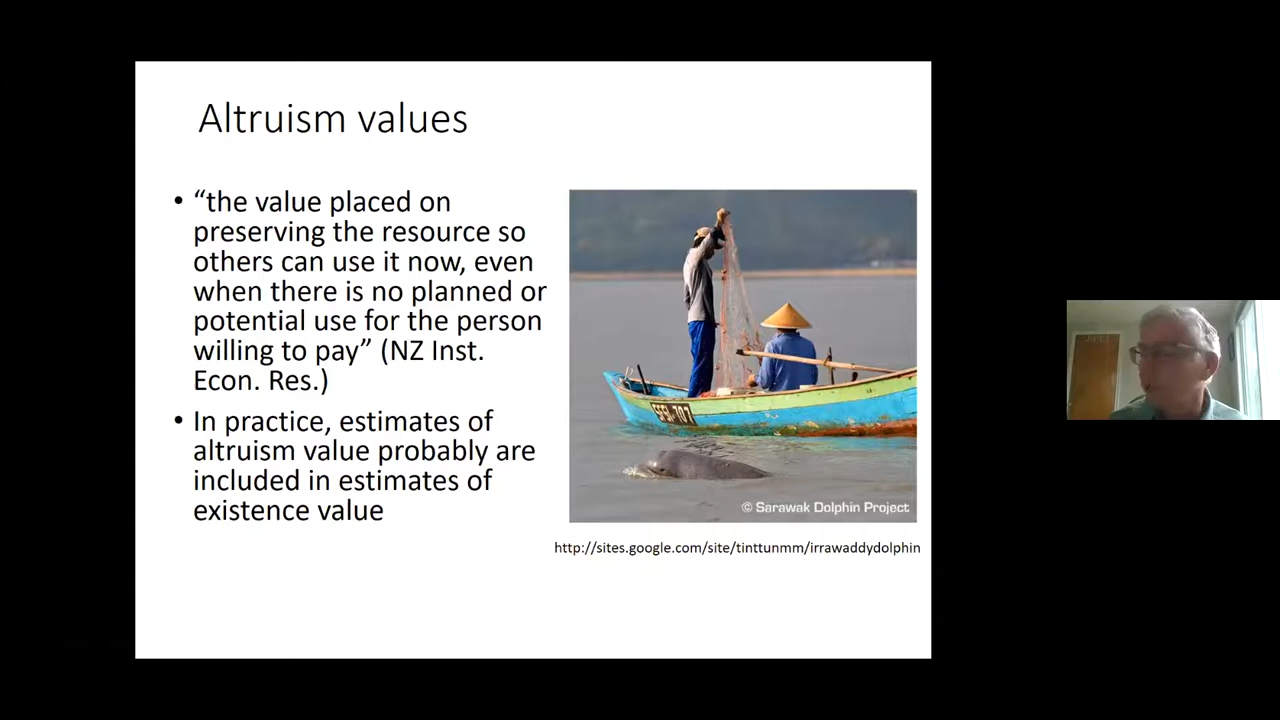 Altruism values
• “the value placed on
preserving the resource so
others can use it now, even
when there is no planned or
potential use for the person
willing to pay” (NZ Inst.
Econ. Res.)
• In practice, estimates of
altruism value probably are
included in estimates of
existence value
© Sarawak Dolphin Project
http://sites.google.com/site/tinttunmm/irrawaddydolphin